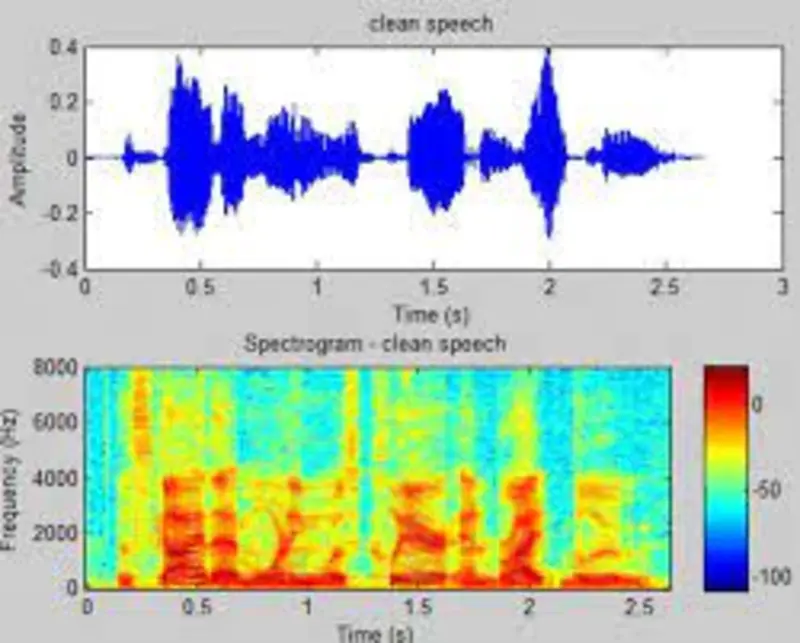 clean speech
0.4
0.2
0
-0.2
-0.4
Amplitude
0 0.5 1 1.5 2 2.5 3
Time (s)
Spectrogram - clean speech
8000
6000
4000
2000
0
Frequency (Hz)
0 0.5 1 1.5 2 2.5
Time (s)
0
-50
-100